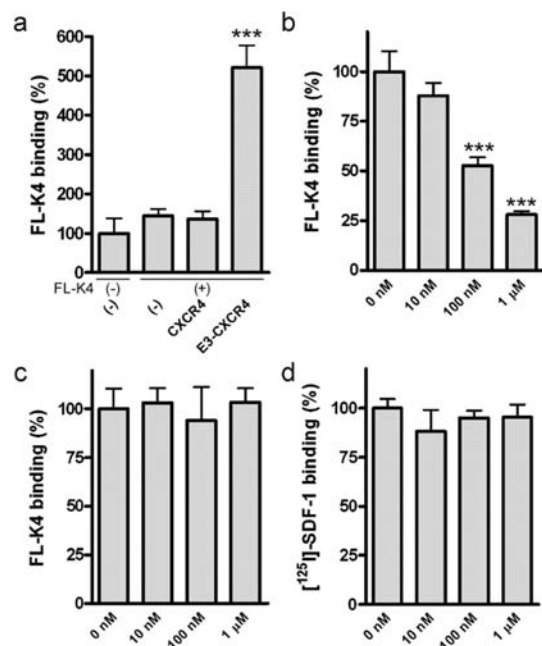 a
***
FL-K4 binding (%)
600
500
400
300
200
100
0
FL-K4 (-) (+)
(-) (-) CXCR4 E3-CXCR4
b
FL-K4 binding (%)
100
75
50
25
0
***
***
0 nM 10 nM 100 nM 1 µM
c
FL-K4 binding (%)
100
75
50
25
0
0 nM 10 nM 100 nM 1 µM
d
[125I]-SDF-1 binding (%)
100
75
50
25
0
0 nM 10 nM 100 nM 1 µM